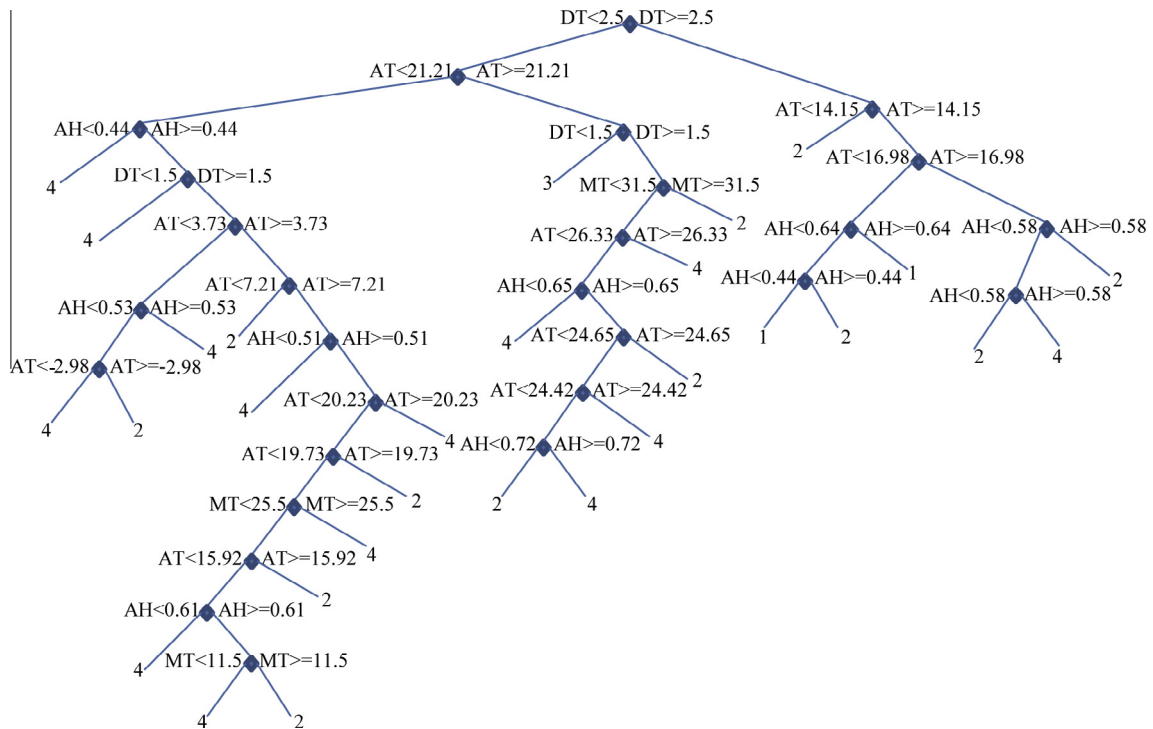 DT<2.5 DT>=2.5
AT<21.21 AT>=21.21
AT<14.15 AT>=14.15
AH<0.44 AH>=0.44
DT<1.5 DT>=1.5
2
AT<16.98 AT>=16.98
4
DT<1.5 DT>=1.5
3
MT<31.5 MT>=31.5
4
AT<3.73 AT>=3.73
2
AT<26.33 AT>=26.33
AH<0.64 AH>=0.64
AH<0.58 AH>=0.58
4
1
2
AT<7.21 AT>=7.21
AH<0.65 AH>=0.65
AH<0.44 AH>=0.44
AH<0.58 AH>=0.58
AH<0.53 AH>=0.53
4
2
AH<0.51 AH>=0.51
4
AT<24.65 AT>=24.65
1
2
2
4
AT<-2.98 AT>=-2.98
2
4
AT<20.23 AT>=20.23
AT<24.42 AT>=24.42
4
2
4
4
AH<0.72 AH>=0.72
AT<19.73 AT>=19.73
2
2
4
MT<25.5 MT>=25.5
4
AT<15.92 AT>=15.92
2
AH<0.61 AH>=0.61
4
MT<11.5 MT>=11.5
4
2